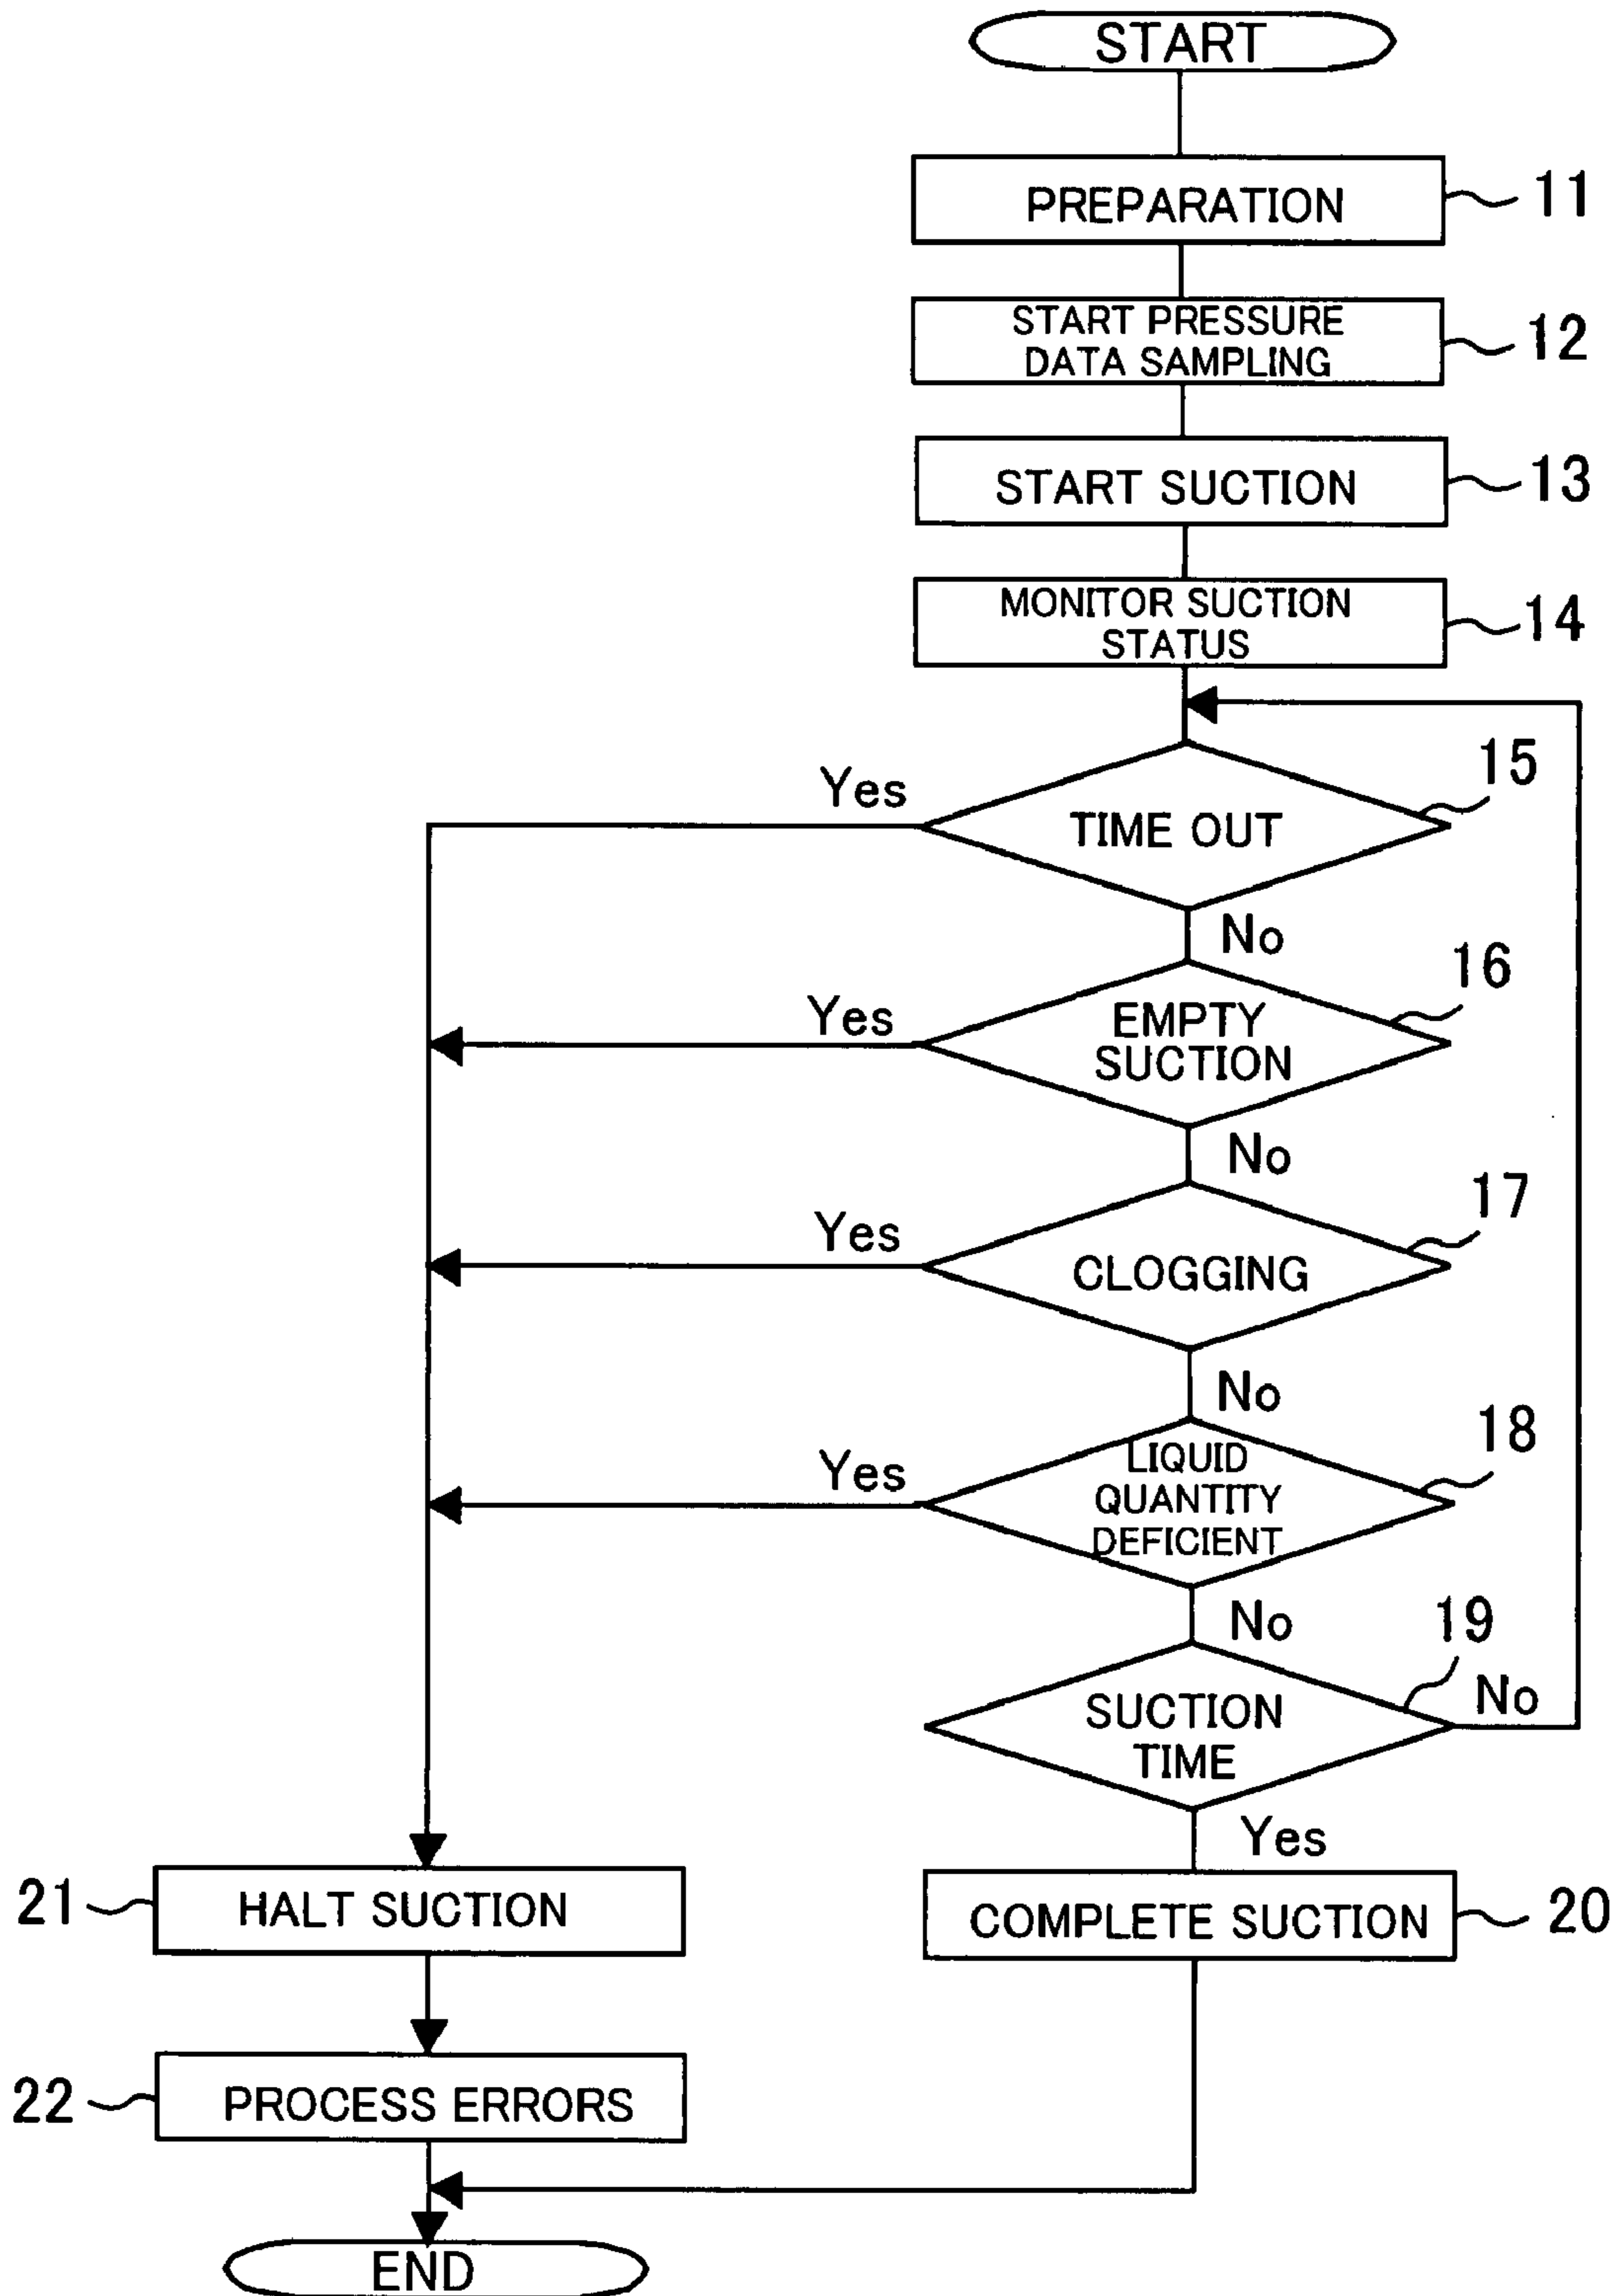 START
PREPARATION
11
START PRESSURE
DATA SAMPLING
12
START SUCTION
13
MONITOR SUCTION
STATUS
14
15
Yes
TIME OUT
No
16
Yes
EMPTY
SUCTION
No
17
Yes
CLOGGING
No
18
Yes
LIQUID
QUANTITY
DEFICIENT
No
19
SUCTION
TIME
No
Yes
21
HALT SUCTION
COMPLETE SUCTION
20
22
PROCESS ERRORS
END